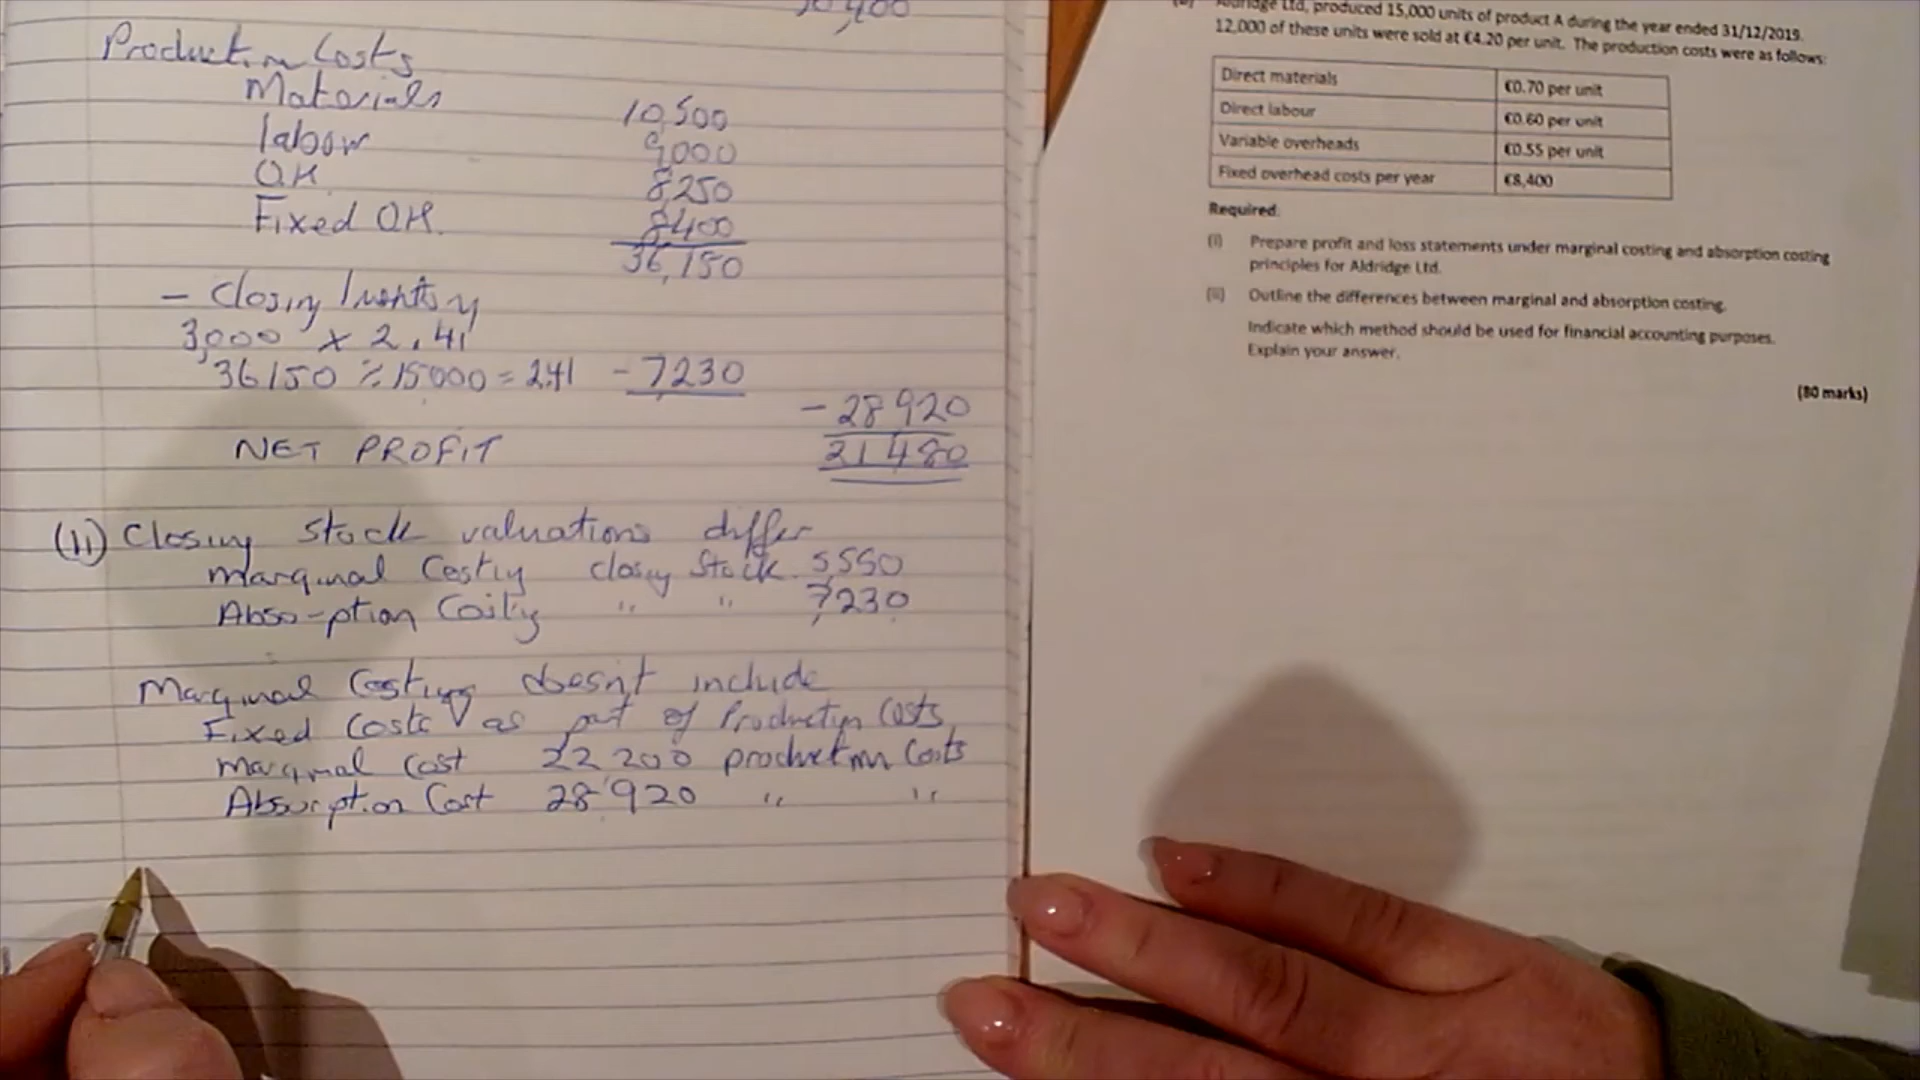 50,400
Production Costs
Materials 10,500
labour 9000
OH 8250
Fixed OH. 8400
36,150
- Closing Inventory
3,000 x 2.41
36150 ÷ 15000 = 2.41 - 7230
- 28920
NET PROFIT 21480
(11) Closing stock valuations differ
Marginal Costing closing stock 5550
Absorption Costing " " 7230
Marginal Costing doesn't include
Fixed Costs as part of Production Costs
Marginal Cost 22200 production Costs
Absorption Cost 28920 " "
Aldridge Ltd, produced 15,000 units of product A during the year ended 31/12/2019.
12,000 of these units were sold at €4.20 per unit. The production costs were as follows:
Direct materials €0.70 per unit
Direct labour €0.60 per unit
Variable overheads €0.55 per unit
Fixed overhead costs per year €8,400
Required:
(i) Prepare profit and loss statements under marginal costing and absorption costing
principles for Aldridge Ltd.
(ii) Outline the differences between marginal and absorption costing.
Indicate which method should be used for financial accounting purposes.
Explain your answer.
(80 marks)